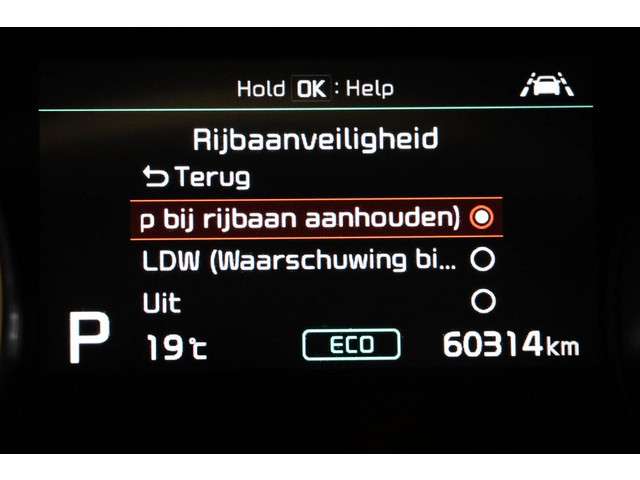 Hold OK : Help
Rijbaanveiligheid
Terug
p bij rijbaan aanhouden)
LDW (Waarschuwing bi...
Uit
P
19°C ECO 60314km